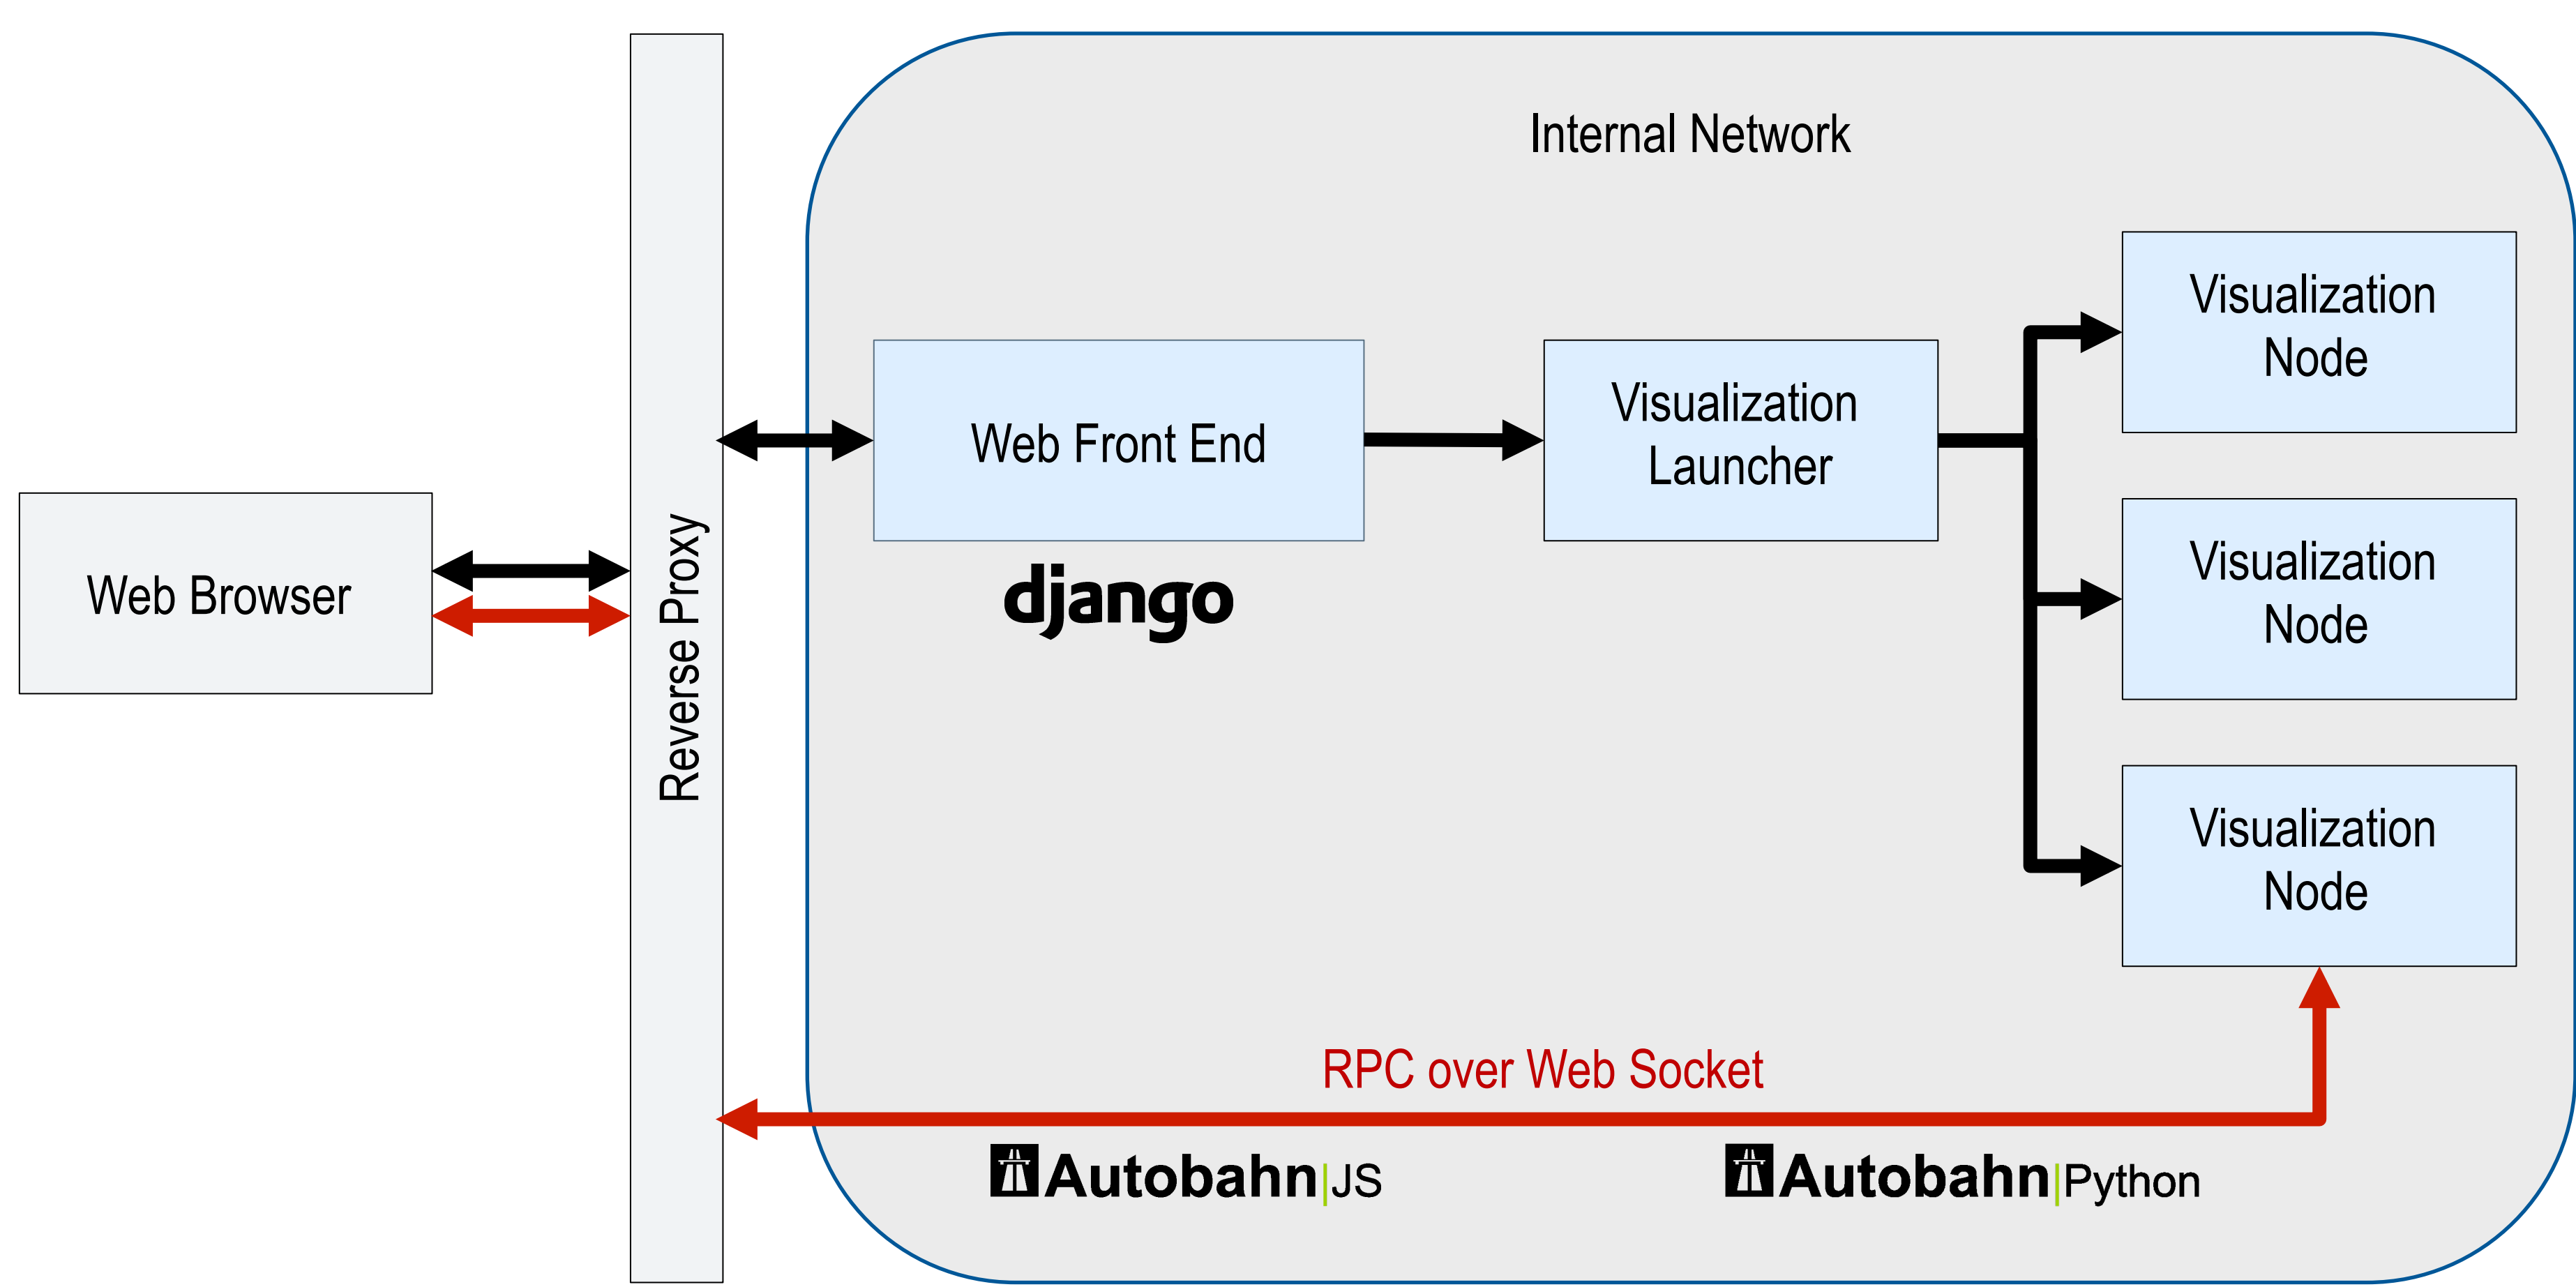 Internal Network
Visualization
Node
Web Front End
Visualization
Launcher
django
Web Browser
Reverse Proxy
Visualization
Node
Visualization
Node
RPC over Web Socket
Autobahn|JS
Autobahn|Python